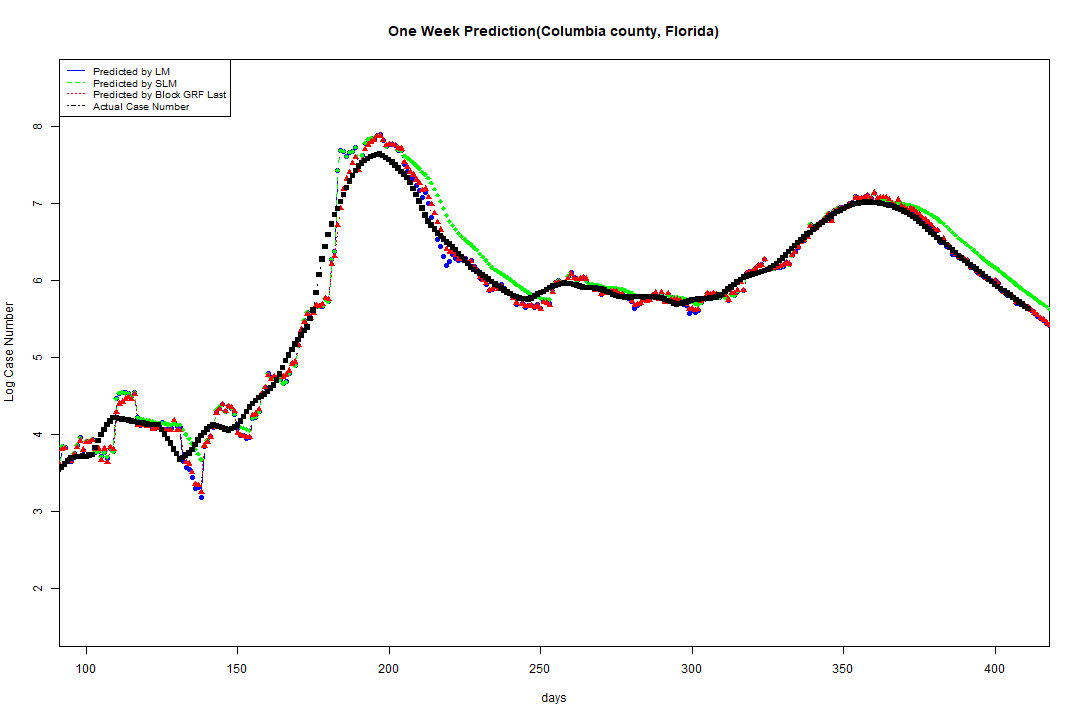 One Week Prediction(Columbia county, Florida)
Predicted by LM
Predicted by SLM
Predicted by Block GRF Last
Actual Case Number
8
7
6
5
4
3
2
Log Case Number
100 150 200 250 300 350 400
days